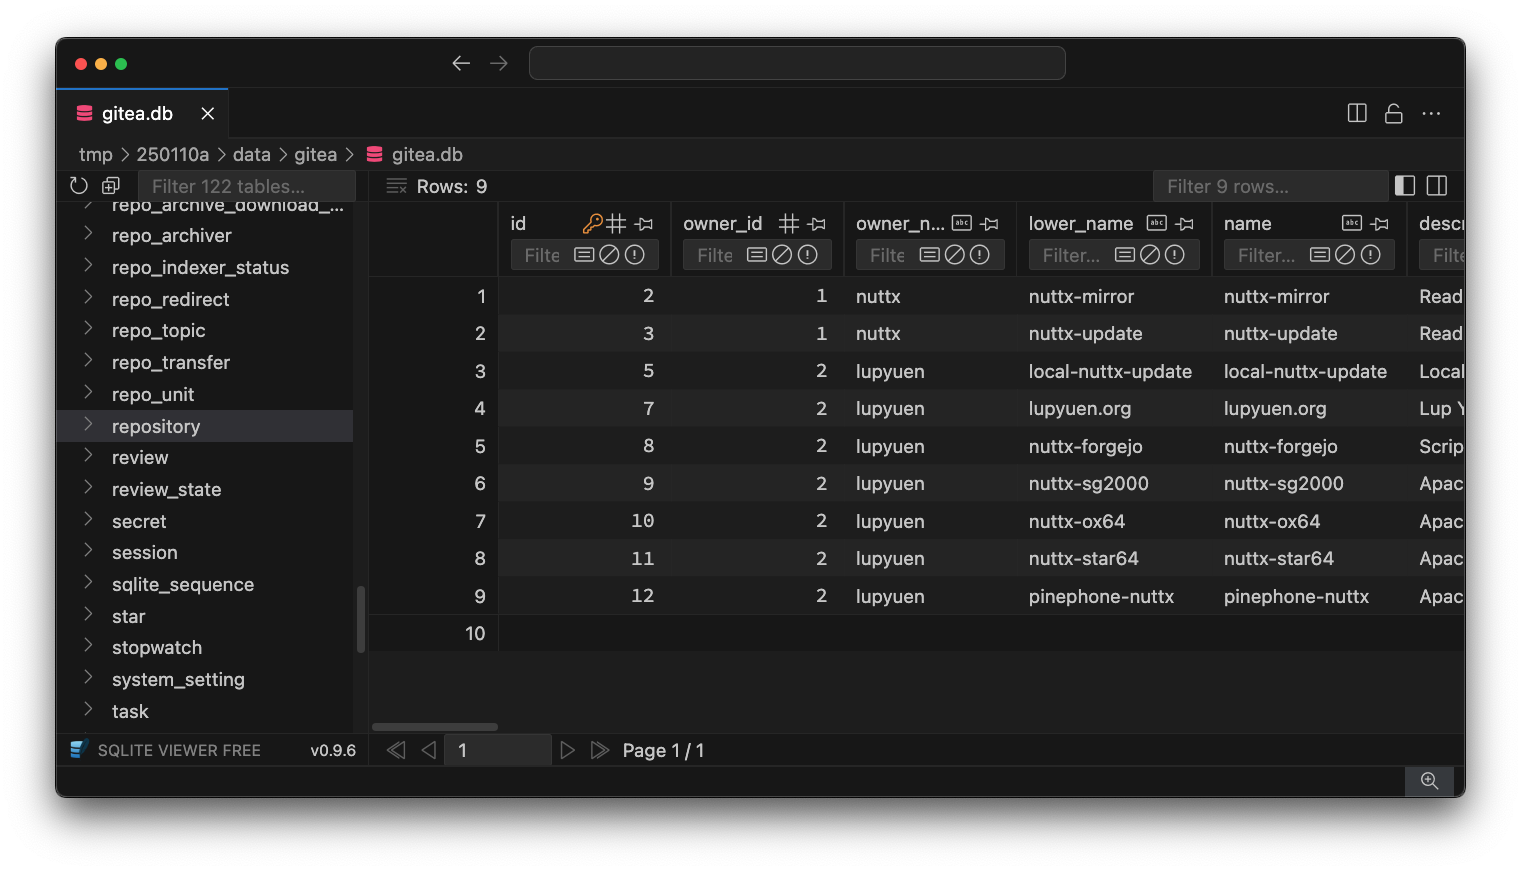 gitea.db
tmp > 250110a > data > gitea > gitea.db
Filter 122 tables...
Rows: 9
Filter 9 rows...
repo_archive_download_...
repo_archiver
repo_indexer_status
repo_redirect
repo_topic
repo_transfer
repo_unit
repository
review
review_state
secret
session
sqlite_sequence
star
stopwatch
system_setting
task
id owner_id owner_n... lower_name name descr
Filte Filte Filte Filter... Filter... Filte
1 2 1 nuttx nuttx-mirror nuttx-mirror Read
2 3 1 nuttx nuttx-update nuttx-update Read
3 5 2 lupyuen local-nuttx-update local-nuttx-update Local
4 7 2 lupyuen lupyuen.org lupyuen.org Lup Y
5 8 2 lupyuen nuttx-forgejo nuttx-forgejo Scrip
6 9 2 lupyuen nuttx-sg2000 nuttx-sg2000 Apac
7 10 2 lupyuen nuttx-ox64 nuttx-ox64 Apac
8 11 2 lupyuen nuttx-star64 nuttx-star64 Apac
9 12 2 lupyuen pinephone-nuttx pinephone-nuttx Apac
10
SQLITE VIEWER FREE v0.9.6
1 Page 1 / 1